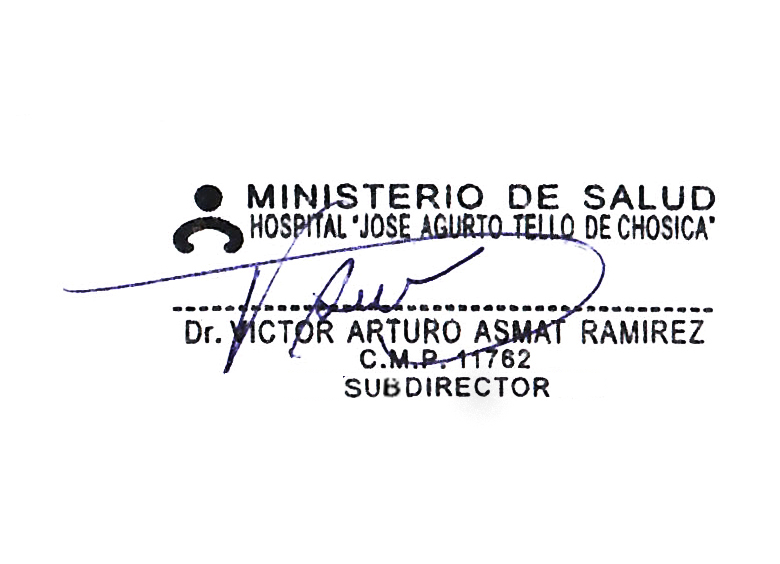 MINISTERIO DE SALUD
HOSPITAL "JOSE AGURTO TELLO DE CHOSICA"
Dr. VICTOR ARTURO ASMAT RAMIREZ
C.M.P. 11762
SUBDIRECTOR